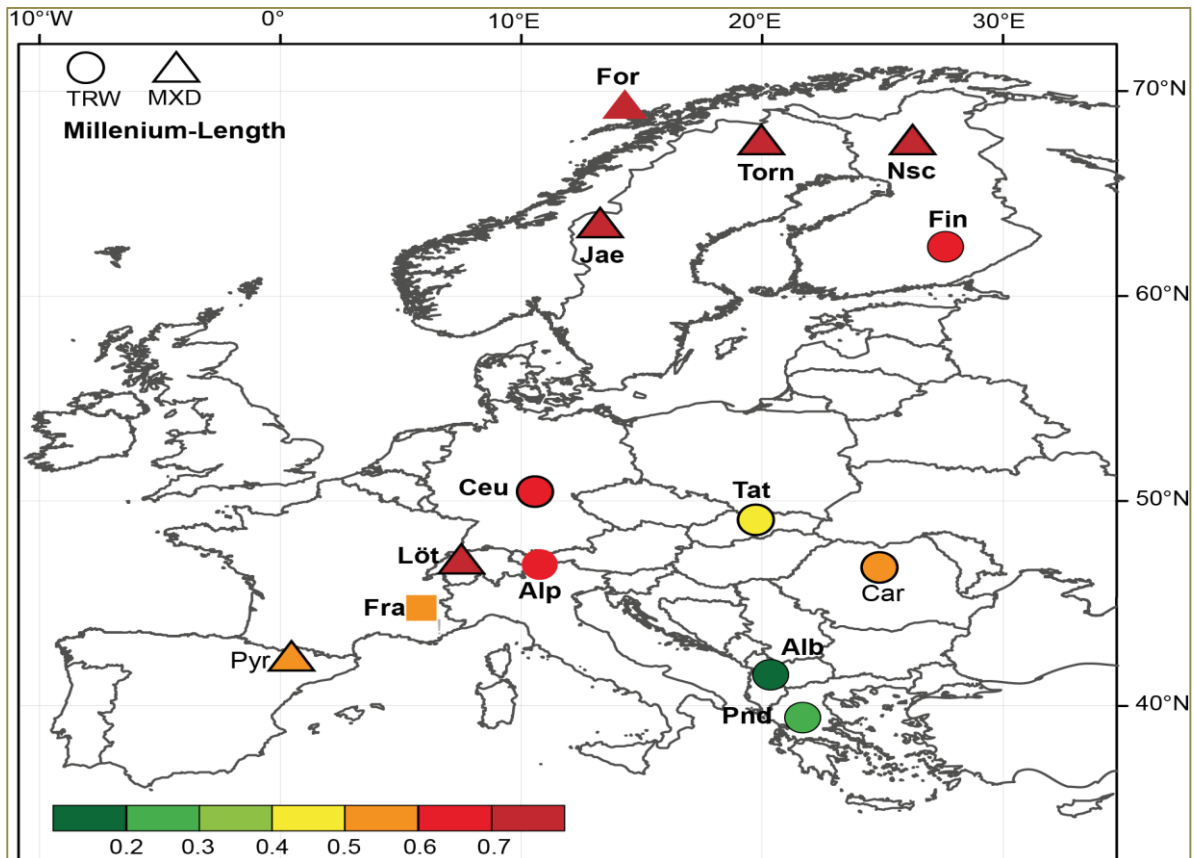 10°'W 0° 10°E 20°E 30°E
TRW MXD
Millenium-Length
For
70°N
Torn
Nsc
Fin
Jae
60°N
Ceu
Tat
50°N
Löt
Alp
Car
Fra
Pyr
Alb
Pnd
40°N
0.2 0.3 0.4 0.5 0.6 0.7